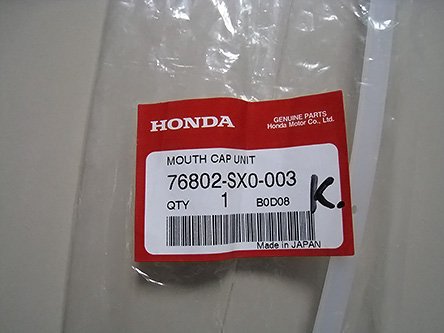 HONDA
GENUINE PARTS
Honda Motor Co., Ltd.
MOUTH CAP UNIT
76802-SX0-003
QTY 1 B0D08
K.
Made in JAPAN